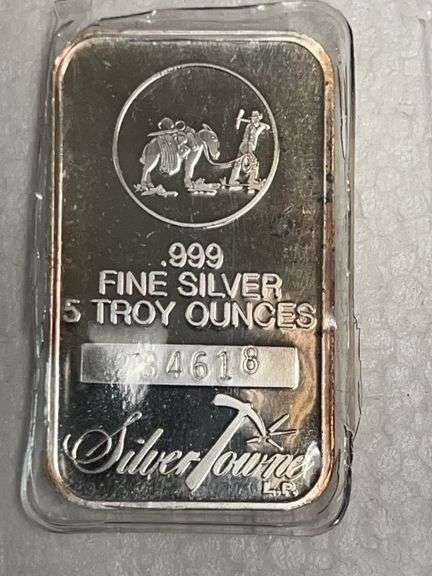 .999
FINE SILVER
5 TROY OUNCES
34618
SilverTowne
L.P.